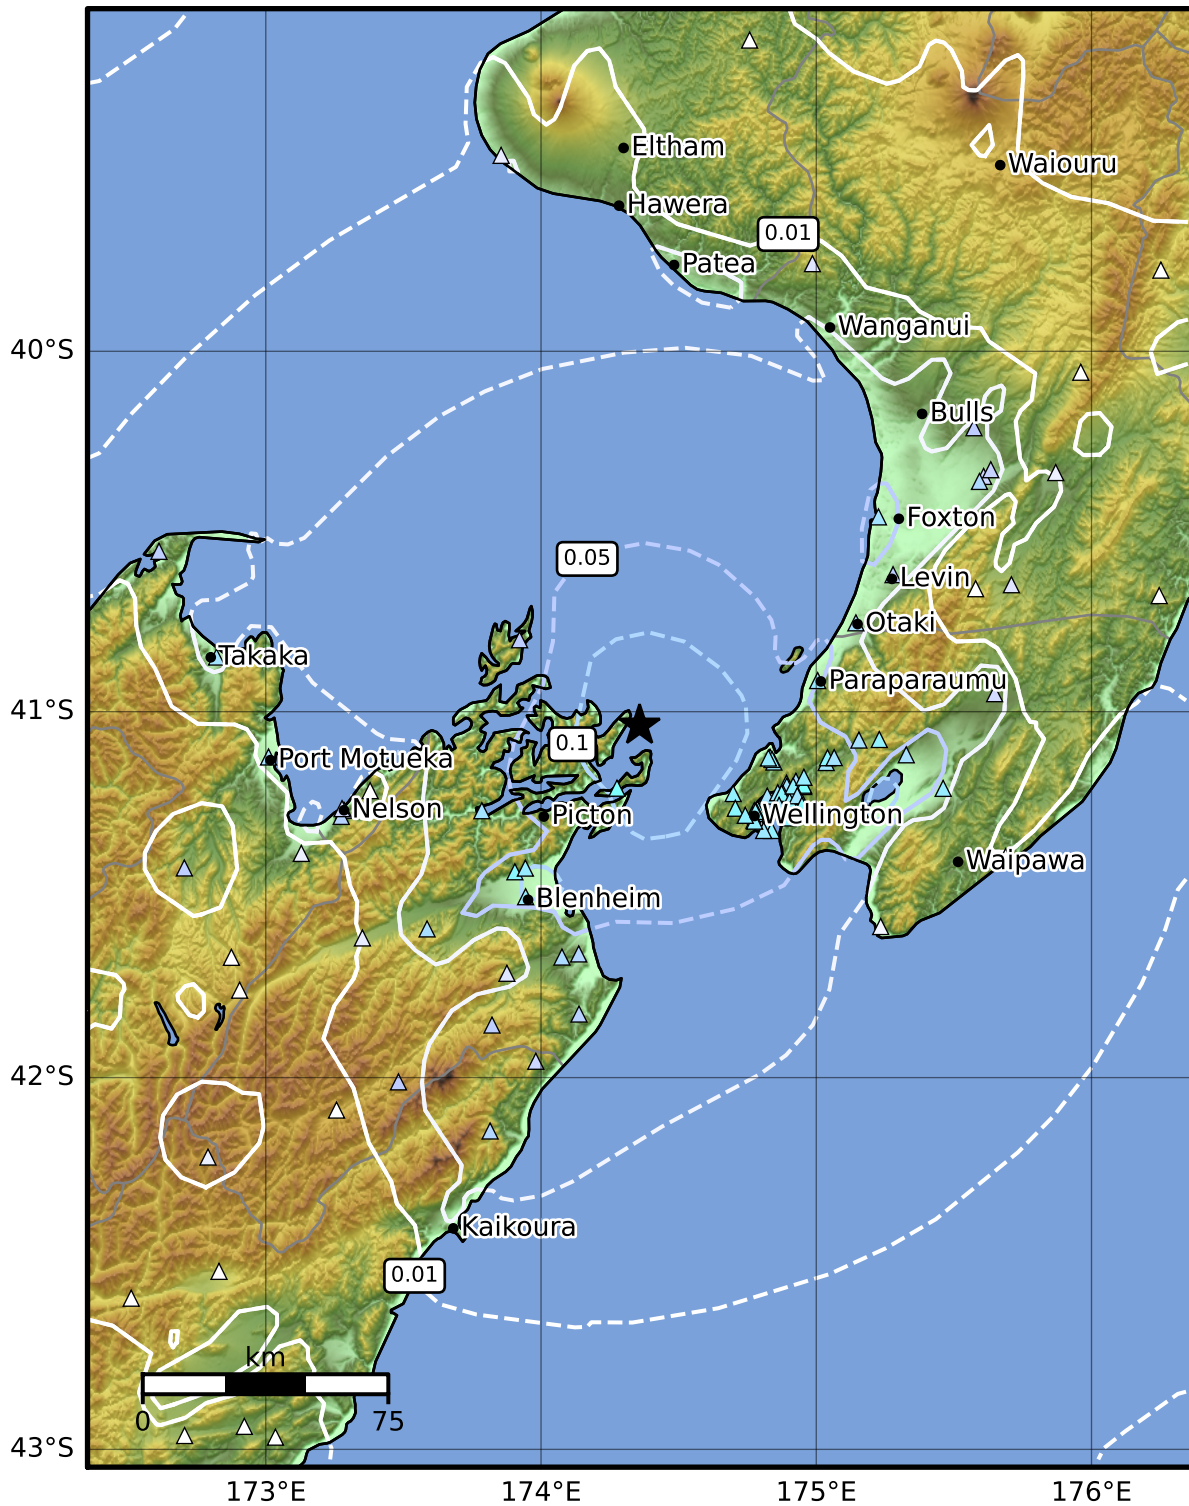 Eltham
Waiouru
Hawera
0.01
Patea
Wanganui
40°S
Bulls
Foxton
0.05
Levin
Otaki
Takaka
Paraparaumu
41°S
0.1
Port Motueka
Nelson
Picton
Wellington
Waipawa
Blenheim
42°S
Kaikoura
0.01
km
0
75
43°S
173°E
174°E
175°E
176°E